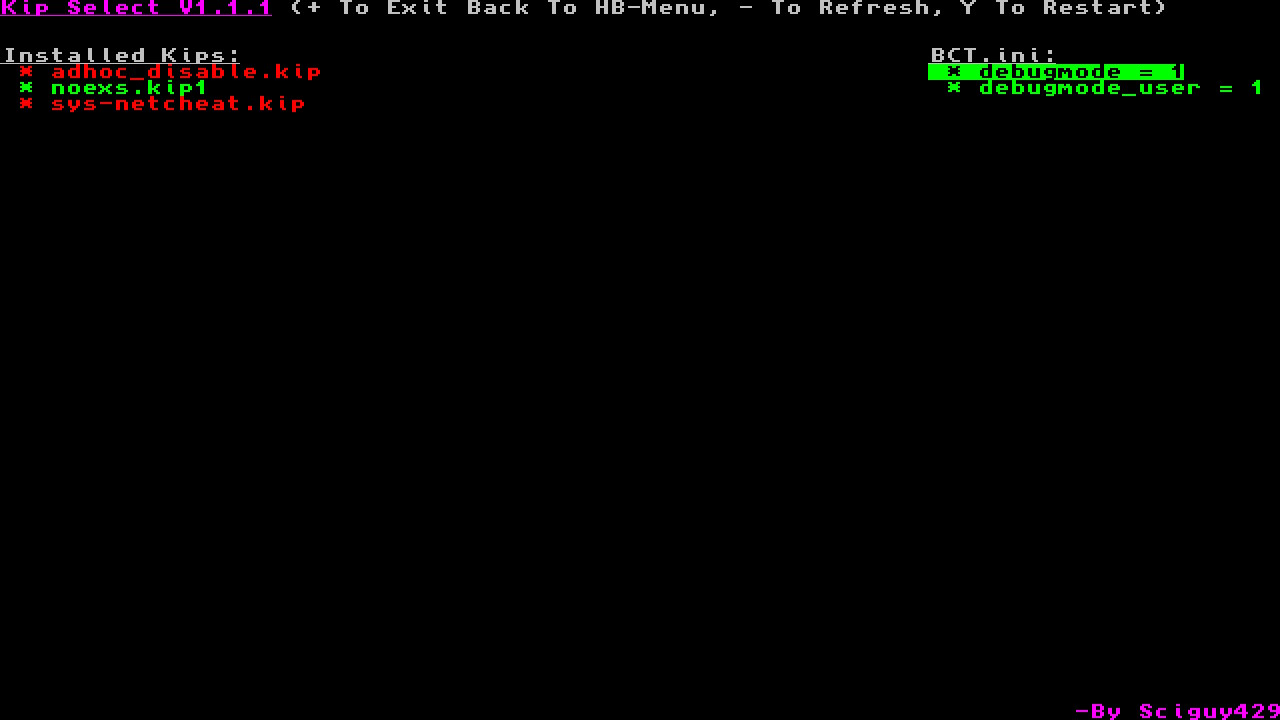 Kip Select V1.1.1 (+ To Exit Back To HB-Menu, - To Refresh, Y To Restart)
Installed Kips:
* adhoc_disable.kip
* noexs.kip1
* sys-netcheat.kip
BCT.ini:
* debugmode = 1
* debugmode_user = 1
-By Sciguy429